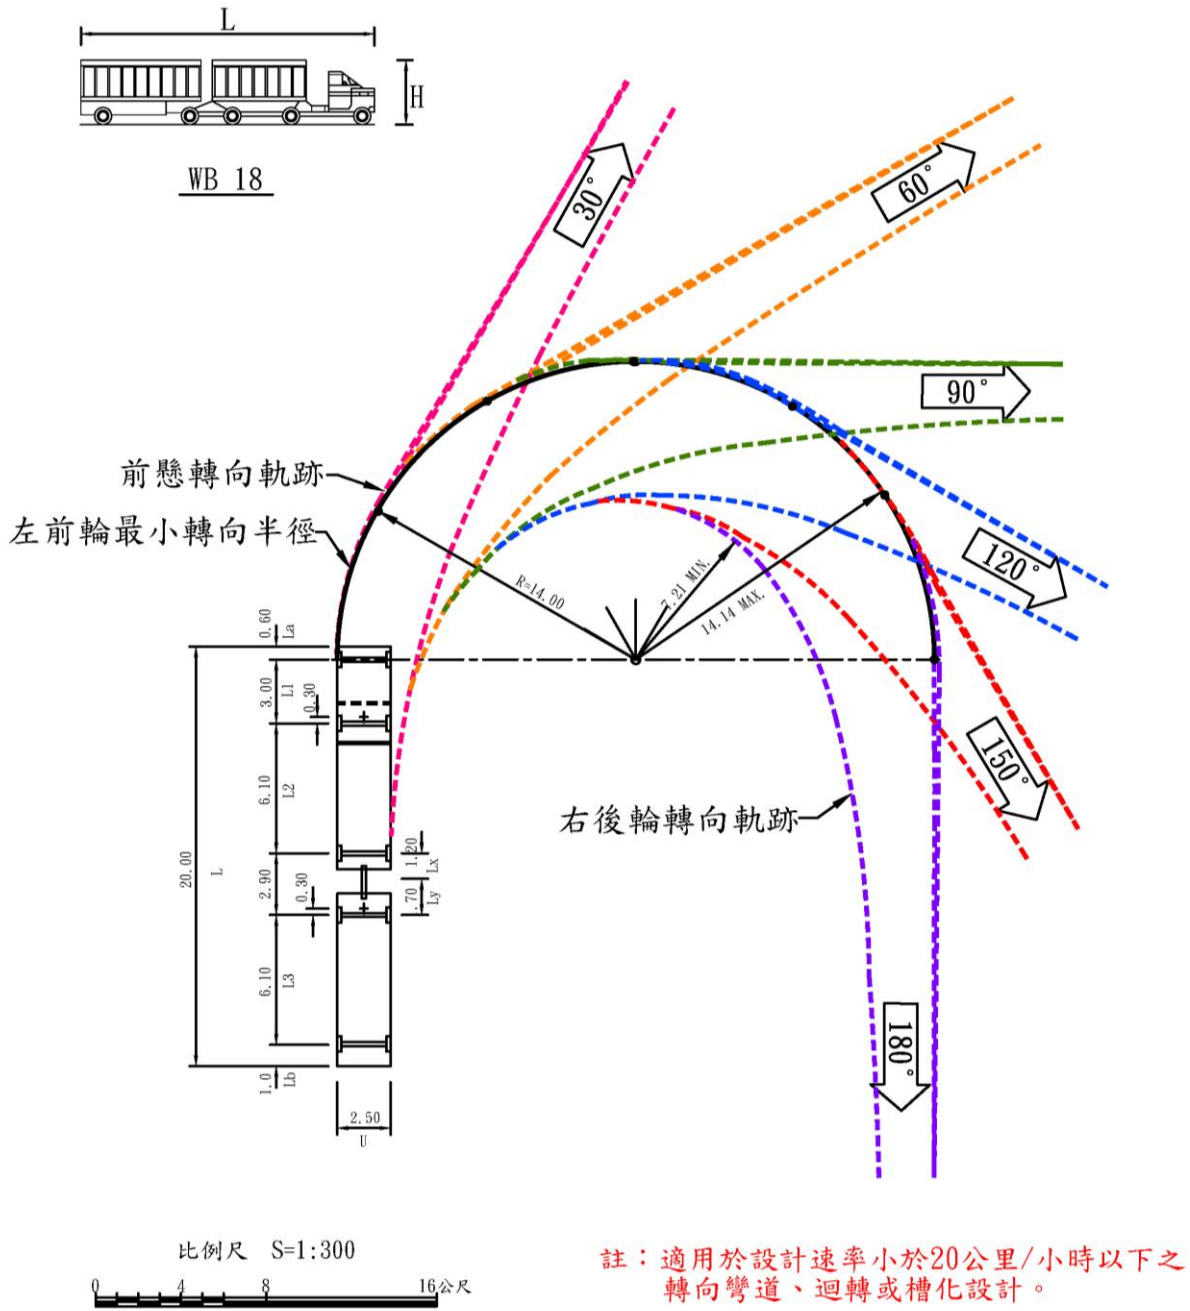 L
H
WB 18
30°
60°
90°
前懸轉向軌跡
左前輪最小轉向半徑
120°
R=14.00
7.21 MIN.
14.14 MAX.
0.60
La
3.00
L1
0.30
150°
6.10
L2
右後輪轉向軌跡
1.20
Lx
20.00
L
2.90
0.30
.70
Ly
6.10
L3
180°
1.0
Lb
2.50
U
比例尺 S=1:300
0 4 8 16公尺
註：適用於設計速率小於20公里/小時以下之
轉向彎道、迴轉或槽化設計。